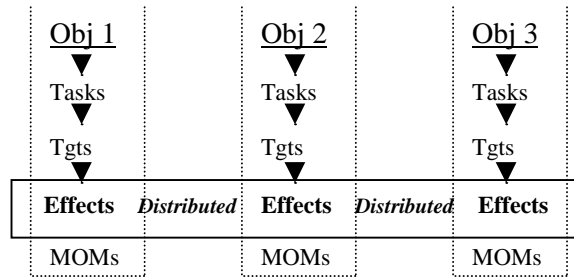 Obj 1 Obj 2 Obj 3
Tasks Tasks Tasks
Tgts Tgts Tgts
Effects Distributed Effects Distributed Effects
MOMs MOMs MOMs